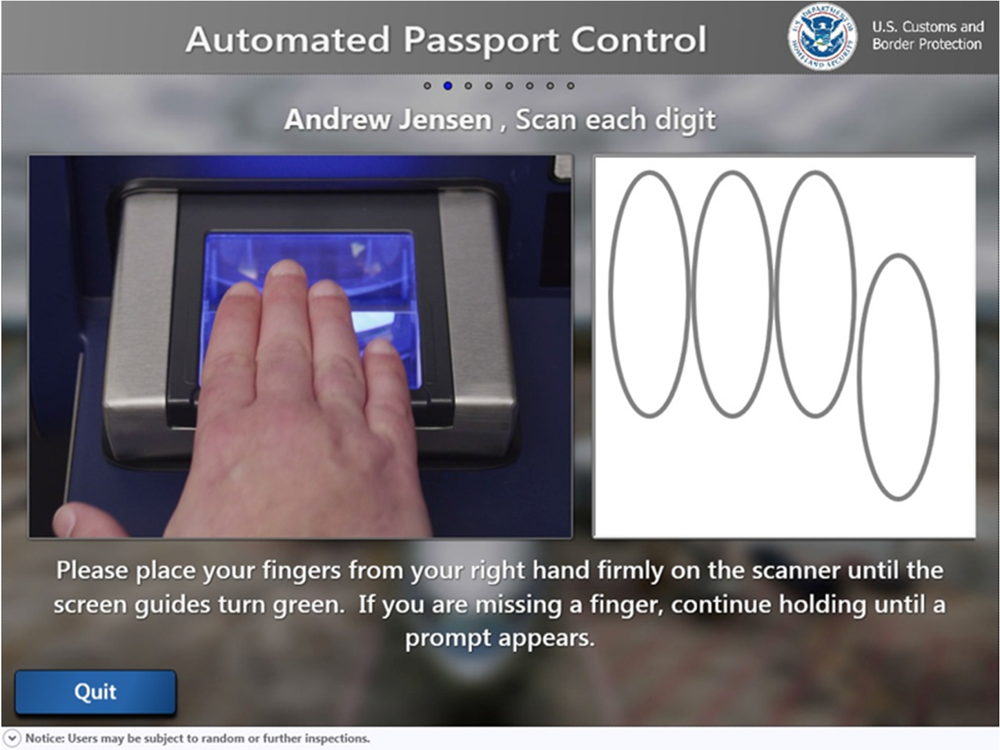 Automated Passport Control
U.S. DEPARTMENT OF HOMELAND SECURITY
U.S. Customs and
Border Protection
Andrew Jensen , Scan each digit
Please place your fingers from your right hand firmly on the scanner until the
screen guides turn green.  If you are missing a finger, continue holding until a
prompt appears.
Quit
Notice: Users may be subject to random or further inspections.